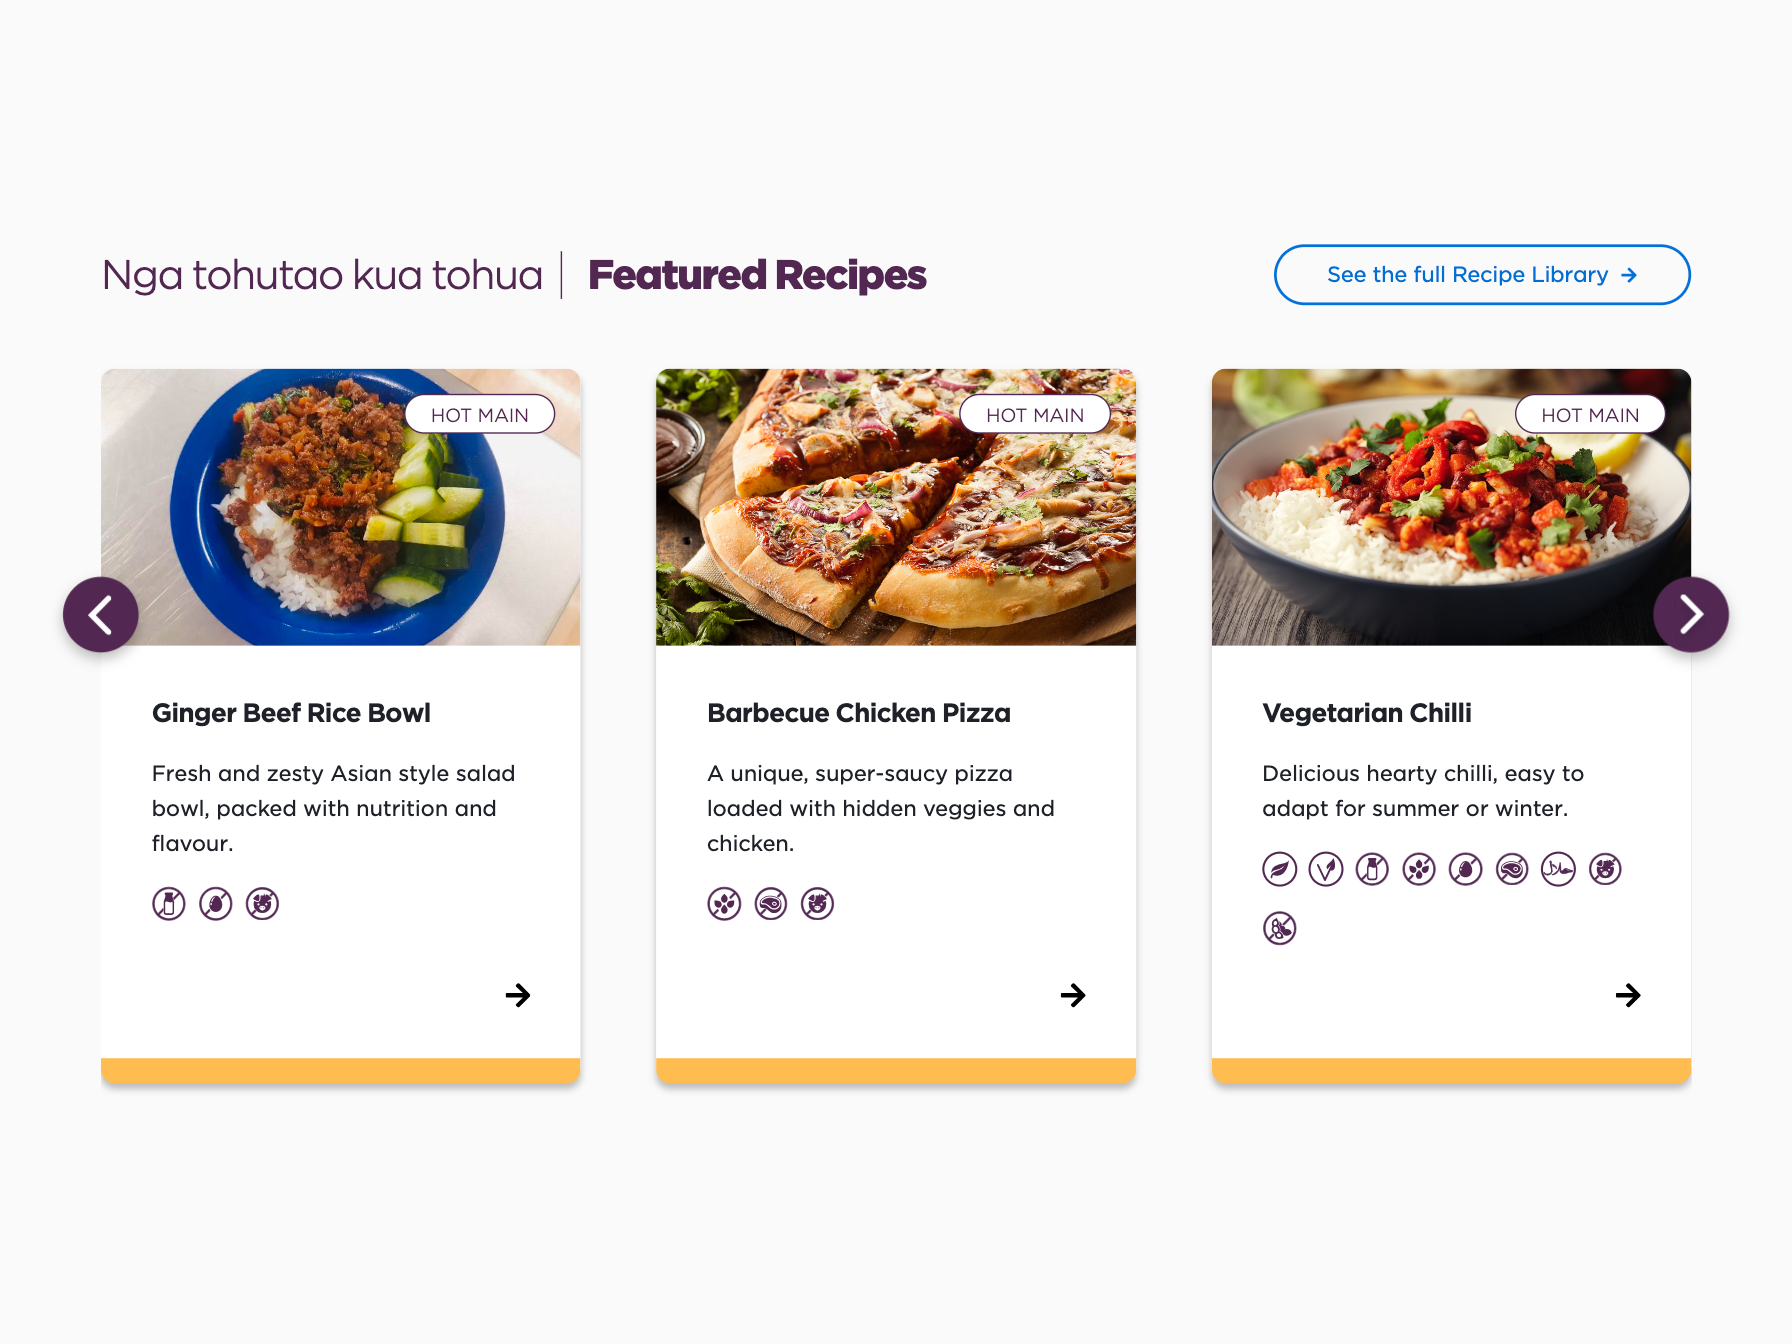 Nga tohutao kua tohua | Featured Recipes
See the full Recipe Library →
HOT MAIN
Ginger Beef Rice Bowl
Fresh and zesty Asian style salad
bowl, packed with nutrition and
flavour.
HOT MAIN
Barbecue Chicken Pizza
A unique, super-saucy pizza
loaded with hidden veggies and
chicken.
HOT MAIN
Vegetarian Chilli
Delicious hearty chilli, easy to
adapt for summer or winter.
V
حلال